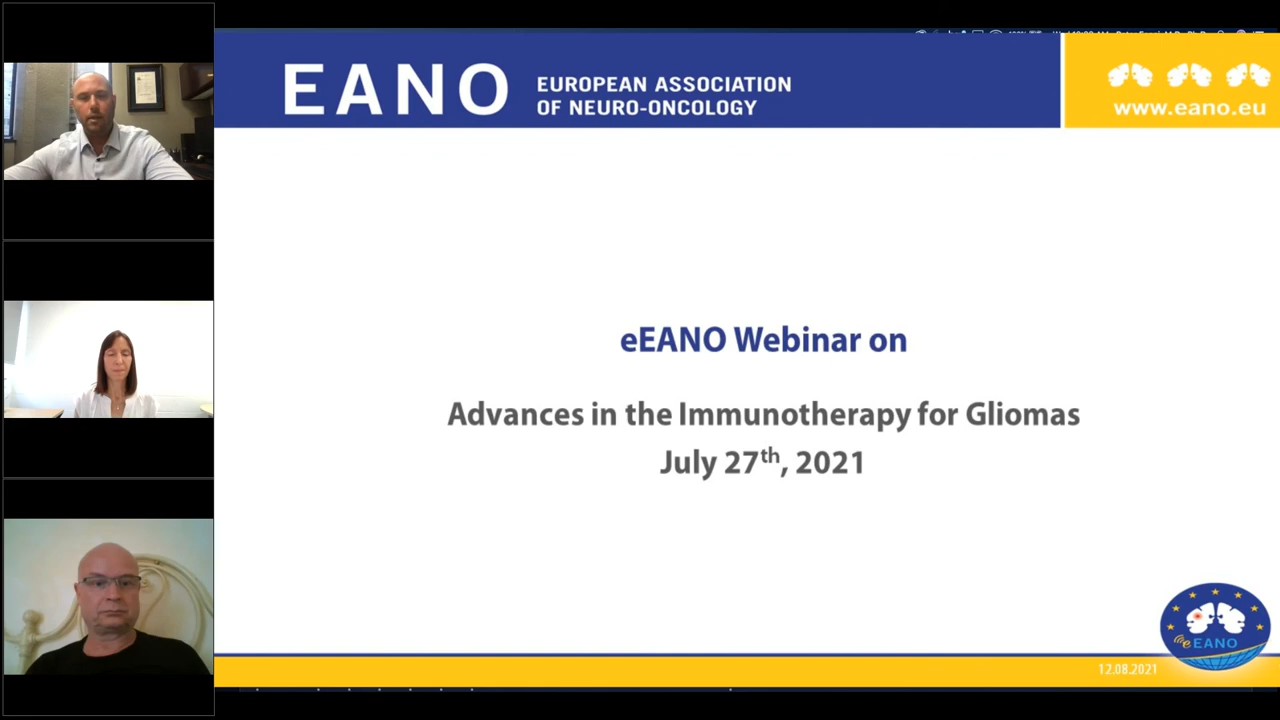 EANO
EUROPEAN ASSOCIATION
OF NEURO-ONCOLOGY
www.eano.eu
eEANO Webinar on
Advances in the Immunotherapy for Gliomas
July 27th, 2021
eEANO
12.08.2021